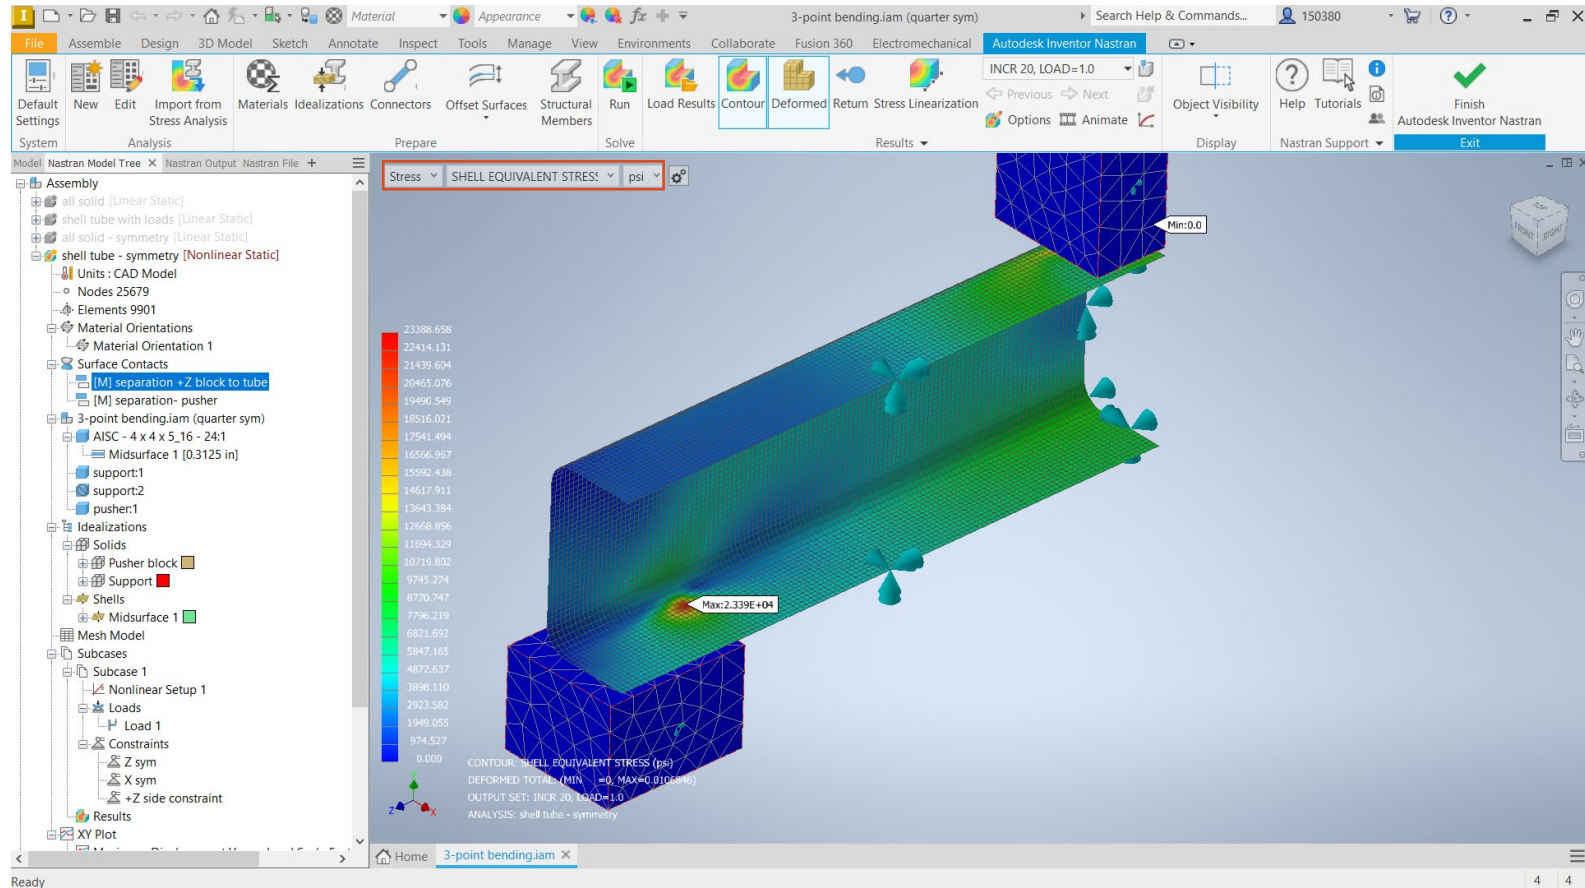 Material
Appearance
fx
3-point bending.iam (quarter sym)
Search Help & Commands...
150380
File Assemble Design 3D Model Sketch Annotate Inspect Tools Manage View Environments Collaborate Fusion 360 Electromechanical Autodesk Inventor Nastran
Default Settings
New
Edit
Import from Stress Analysis
Materials
Idealizations
Connectors
Offset Surfaces
Structural Members
Run
Load Results
Contour
Deformed
Return
Stress Linearization
INCR 20, LOAD=1.0
Previous Next
Options Animate
Object Visibility
Help
Tutorials
Finish Autodesk Inventor Nastran
System Analysis Prepare Solve Results Display Nastran Support Exit
Model Nastran Model Tree Nastran Output Nastran File +
Assembly
all solid [Linear Static]
shell tube with loads [Linear Static]
all solid - symmetry [Linear Static]
shell tube - symmetry [Nonlinear Static]
Units : CAD Model
Nodes 25679
Elements 9901
Material Orientations
Material Orientation 1
Surface Contacts
[M] separation +Z block to tube
[M] separation- pusher
3-point bending.iam (quarter sym)
AISC - 4 x 4 x 5_16 - 24:1
Midsurface 1 [0.3125 in]
support:1
support:2
pusher:1
Idealizations
Solids
Pusher block
Support
Shells
Midsurface 1
Mesh Model
Subcases
Subcase 1
Nonlinear Setup 1
Loads
Load 1
Constraints
Z sym
X sym
+Z side constraint
Results
XY Plot
Stress SHELL EQUIVALENT STRESS psi
Min:0.0
TOP
FRONT RIGHT
23388.658
22414.131
21439.604
20465.076
19490.549
18516.021
17541.494
16566.967
15592.438
14617.911
13643.384
12668.856
11694.329
10719.802
9745.274
8770.747
7796.219
6821.692
5847.165
4872.637
3898.110
2923.582
1949.055
974.527
0.000
Max:2.339E+04
CONTOUR: SHELL EQUIVALENT STRESS (psi)
DEFORMED TOTAL: (MIN =0, MAX=0.0106846)
OUTPUT SET: INCR 20, LOAD=1.0
ANALYSIS: shell tube - symmetry
Y
Z
X
Home 3-point bending.iam
Ready
4 4